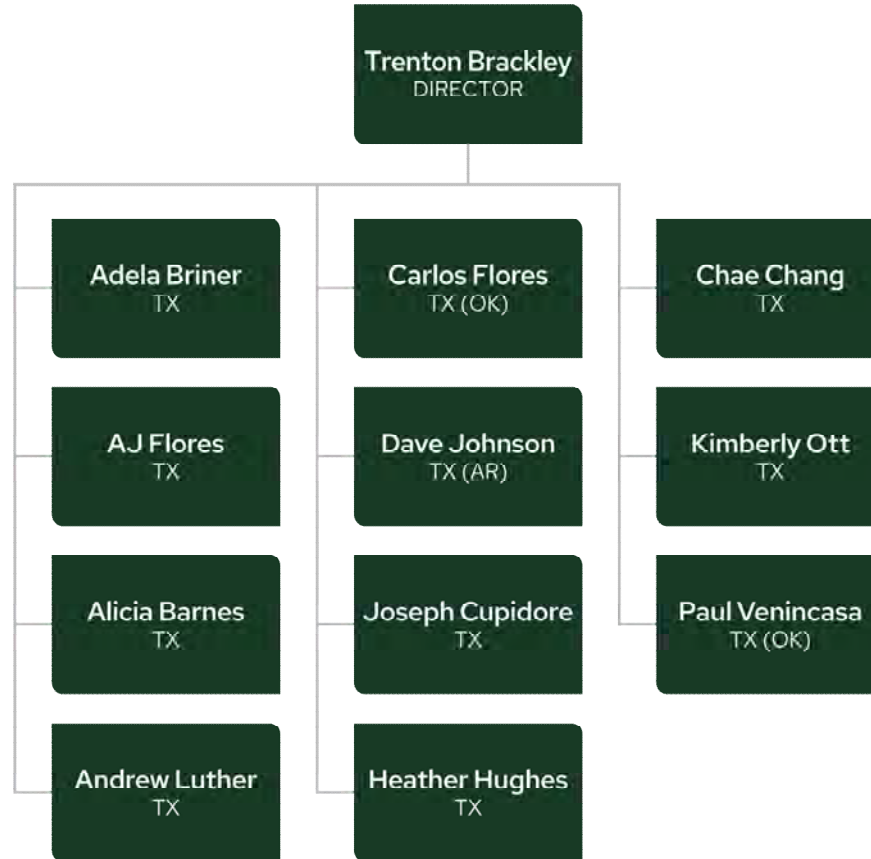 Trenton Brackley
DIRECTOR
Adela Briner
TX
Carlos Flores
TX (OK)
Chae Chang
TX
AJ Flores
TX
Dave Johnson
TX (AR)
Kimberly Ott
TX
Alicia Barnes
TX
Joseph Cupidore
TX
Paul Venincasa
TX (OK)
Andrew Luther
TX
Heather Hughes
TX